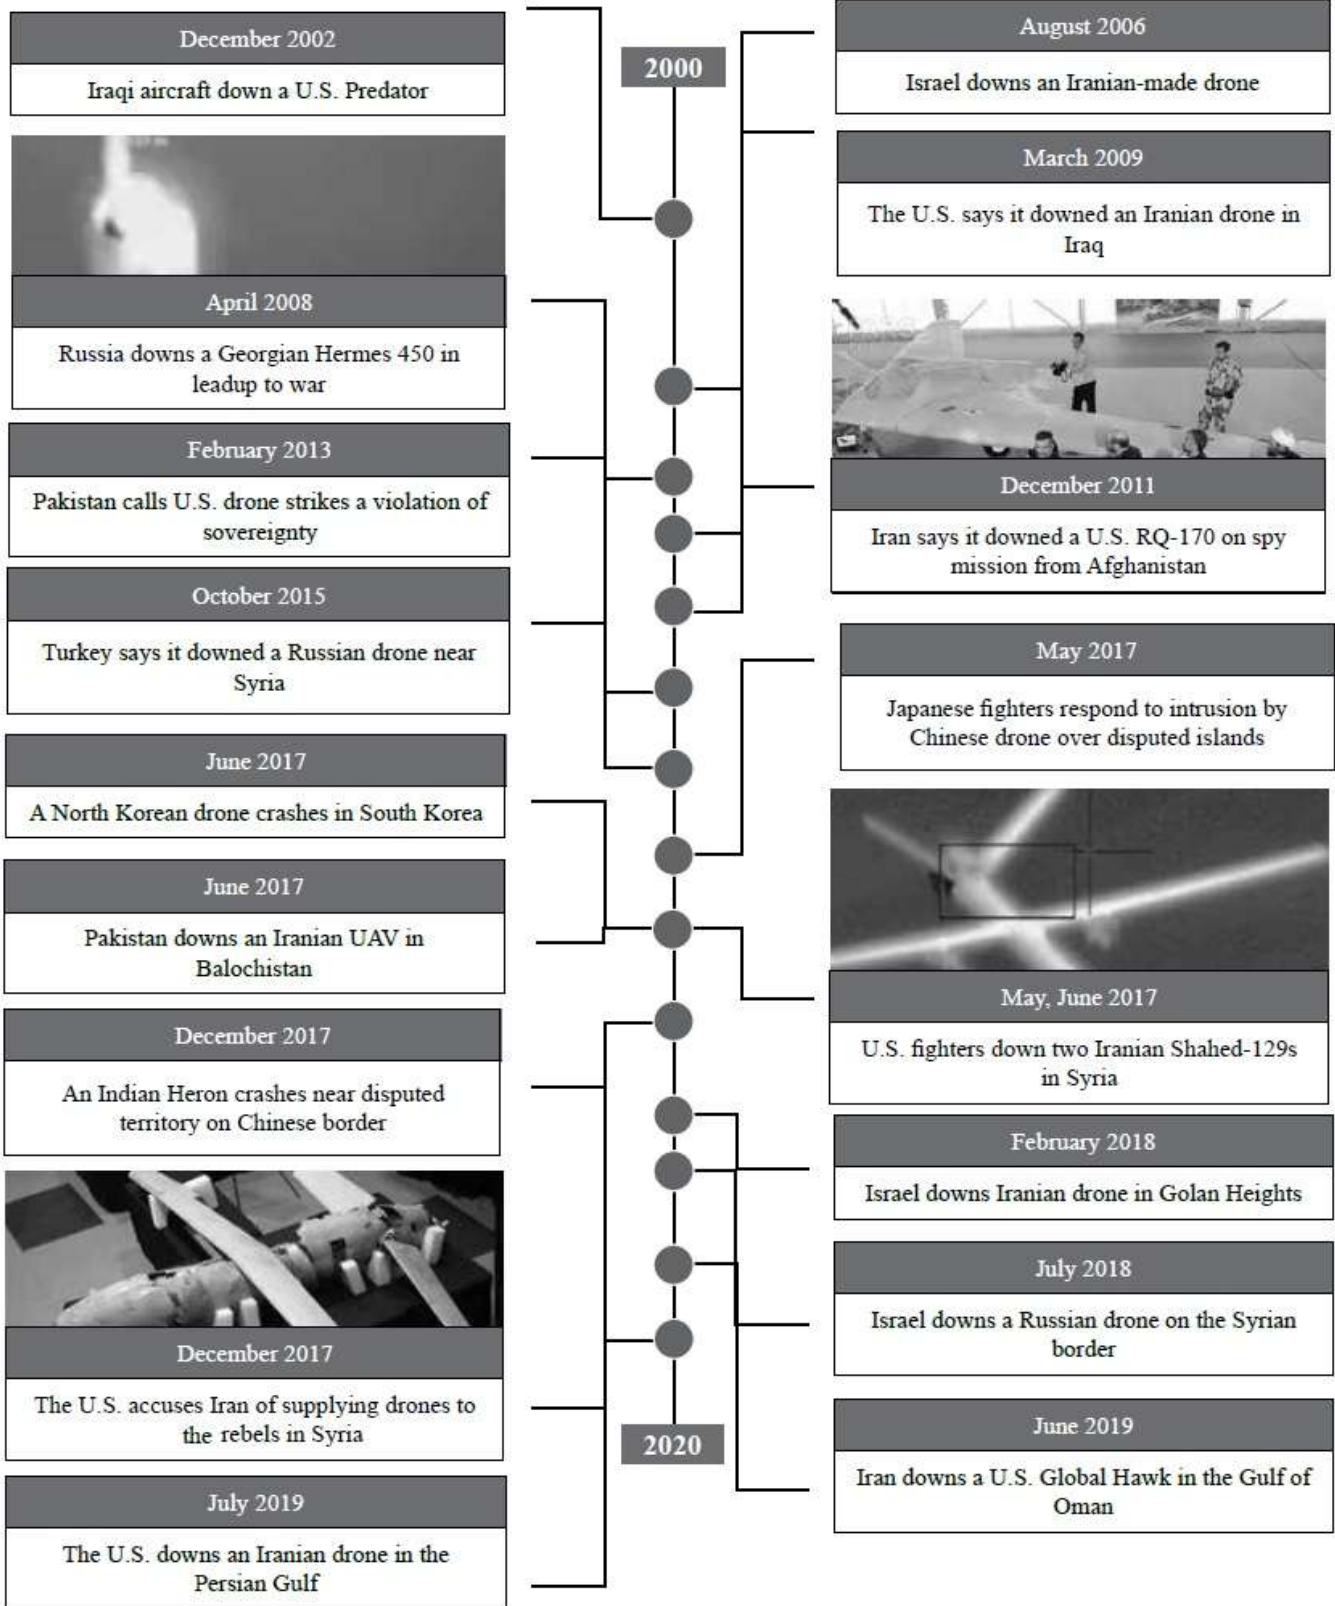 December 2002
Iraqi aircraft down a U.S. Predator
April 2008
Russia downs a Georgian Hermes 450 in
leadup to war
February 2013
Pakistan calls U.S. drone strikes a violation of
sovereignty
October 2015
Turkey says it downed a Russian drone near
Syria
June 2017
A North Korean drone crashes in South Korea
June 2017
Pakistan downs an Iranian UAV in
Balochistan
December 2017
An Indian Heron crashes near disputed
territory on Chinese border
December 2017
The U.S. accuses Iran of supplying drones to
the rebels in Syria
July 2019
The U.S. downs an Iranian drone in the
Persian Gulf
2000
2020
August 2006
Israel downs an Iranian-made drone
March 2009
The U.S. says it downed an Iranian drone in
Iraq
December 2011
Iran says it downed a U.S. RQ-170 on spy
mission from Afghanistan
May 2017
Japanese fighters respond to intrusion by
Chinese drone over disputed islands
May, June 2017
U.S. fighters down two Iranian Shahed-129s
in Syria
February 2018
Israel downs Iranian drone in Golan Heights
July 2018
Israel downs a Russian drone on the Syrian
border
June 2019
Iran downs a U.S. Global Hawk in the Gulf of
Oman